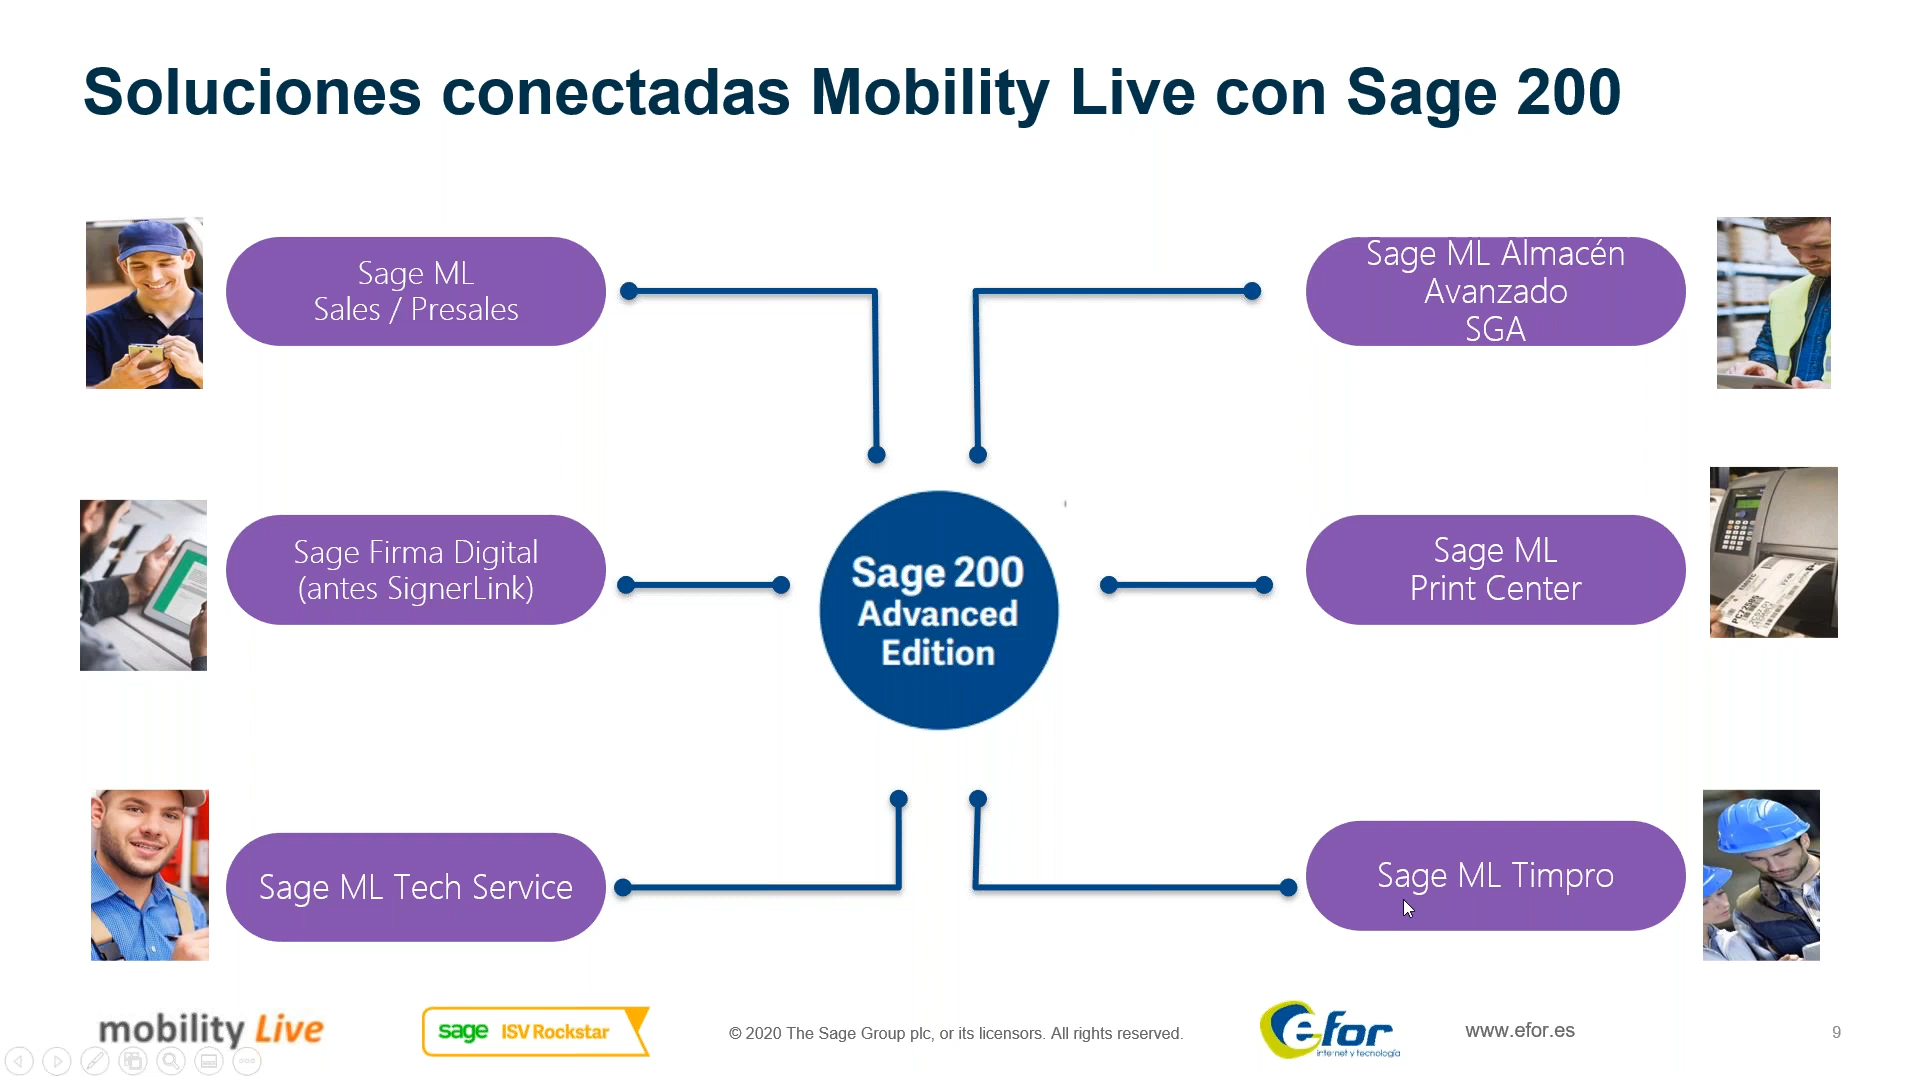 Soluciones conectadas Mobility Live con Sage 200
Sage ML
Sales / Presales
Sage ML Almacén
Avanzado
SGA
Sage Firma Digital
(antes SignerLink)
Sage 200
Advanced
Edition
Sage ML
Print Center
Sage ML Tech Service
Sage ML Timpro
mobility Live
sage ISV Rockstar
© 2020 The Sage Group plc, or its licensors. All rights reserved.
efor
internet y tecnología
www.efor.es
9